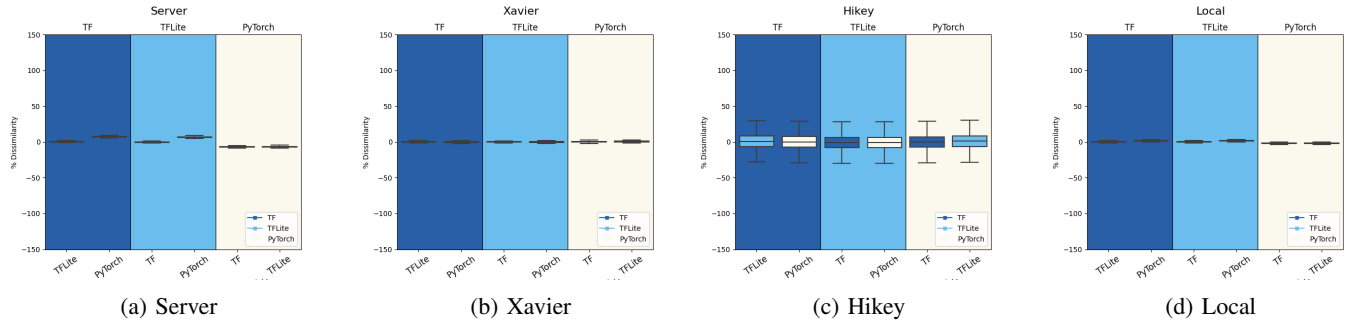 Server
TF TFLite PyTorch
% Dissimilarity
150
100
50
0
−50
−100
−150
TF
TFLite
PyTorch
TFLite PyTorch TF PyTorch TF TFLite
(a) Server
Xavier
TF TFLite PyTorch
% Dissimilarity
150
100
50
0
−50
−100
−150
TF
TFLite
PyTorch
TFLite PyTorch TF PyTorch TF TFLite
(b) Xavier
Hikey
TF TFLite PyTorch
% Dissimilarity
150
100
50
0
−50
−100
−150
TF
TFLite
PyTorch
TFLite PyTorch TF PyTorch TF TFLite
(c) Hikey
Local
TF TFLite PyTorch
% Dissimilarity
150
100
50
0
−50
−100
−150
TF
TFLite
PyTorch
TFLite PyTorch TF PyTorch TF TFLite
(d) Local